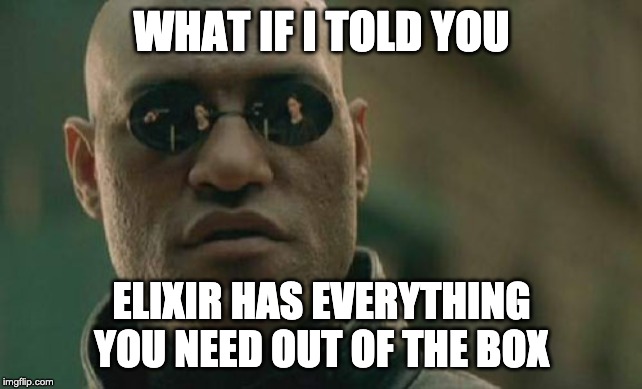 WHAT IF I TOLD YOU
ELIXIR HAS EVERYTHING
YOU NEED OUT OF THE BOX
imgflip.com